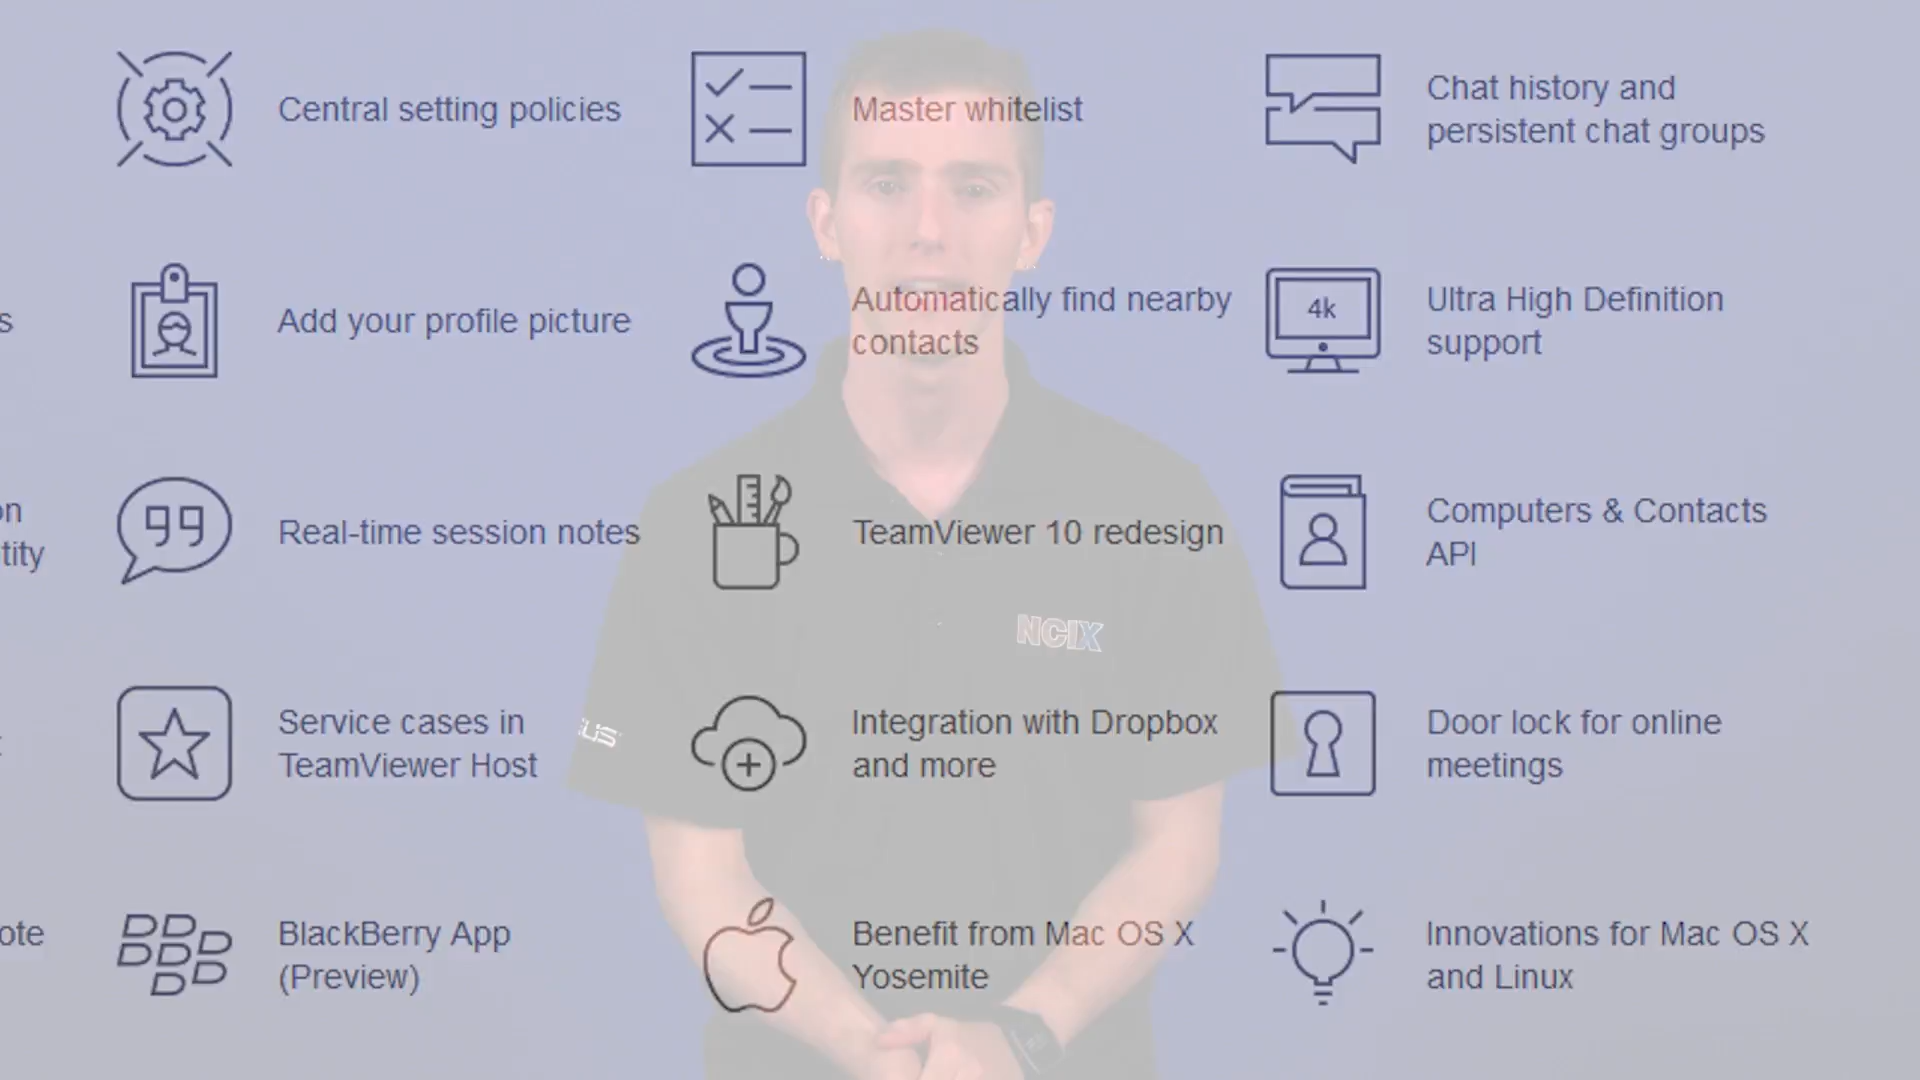 Central setting policies
Master whitelist
Chat history and
persistent chat groups
s
Add your profile picture
Automatically find nearby
contacts
4k
Ultra High Definition
support
on
tity
Real-time session notes
TeamViewer 10 redesign
Computers & Contacts
API
NCIX
Service cases in
TeamViewer Host
Integration with Dropbox
and more
Door lock for online
meetings
ote
BlackBerry App
(Preview)
Benefit from Mac OS X
Yosemite
Innovations for Mac OS X
and Linux